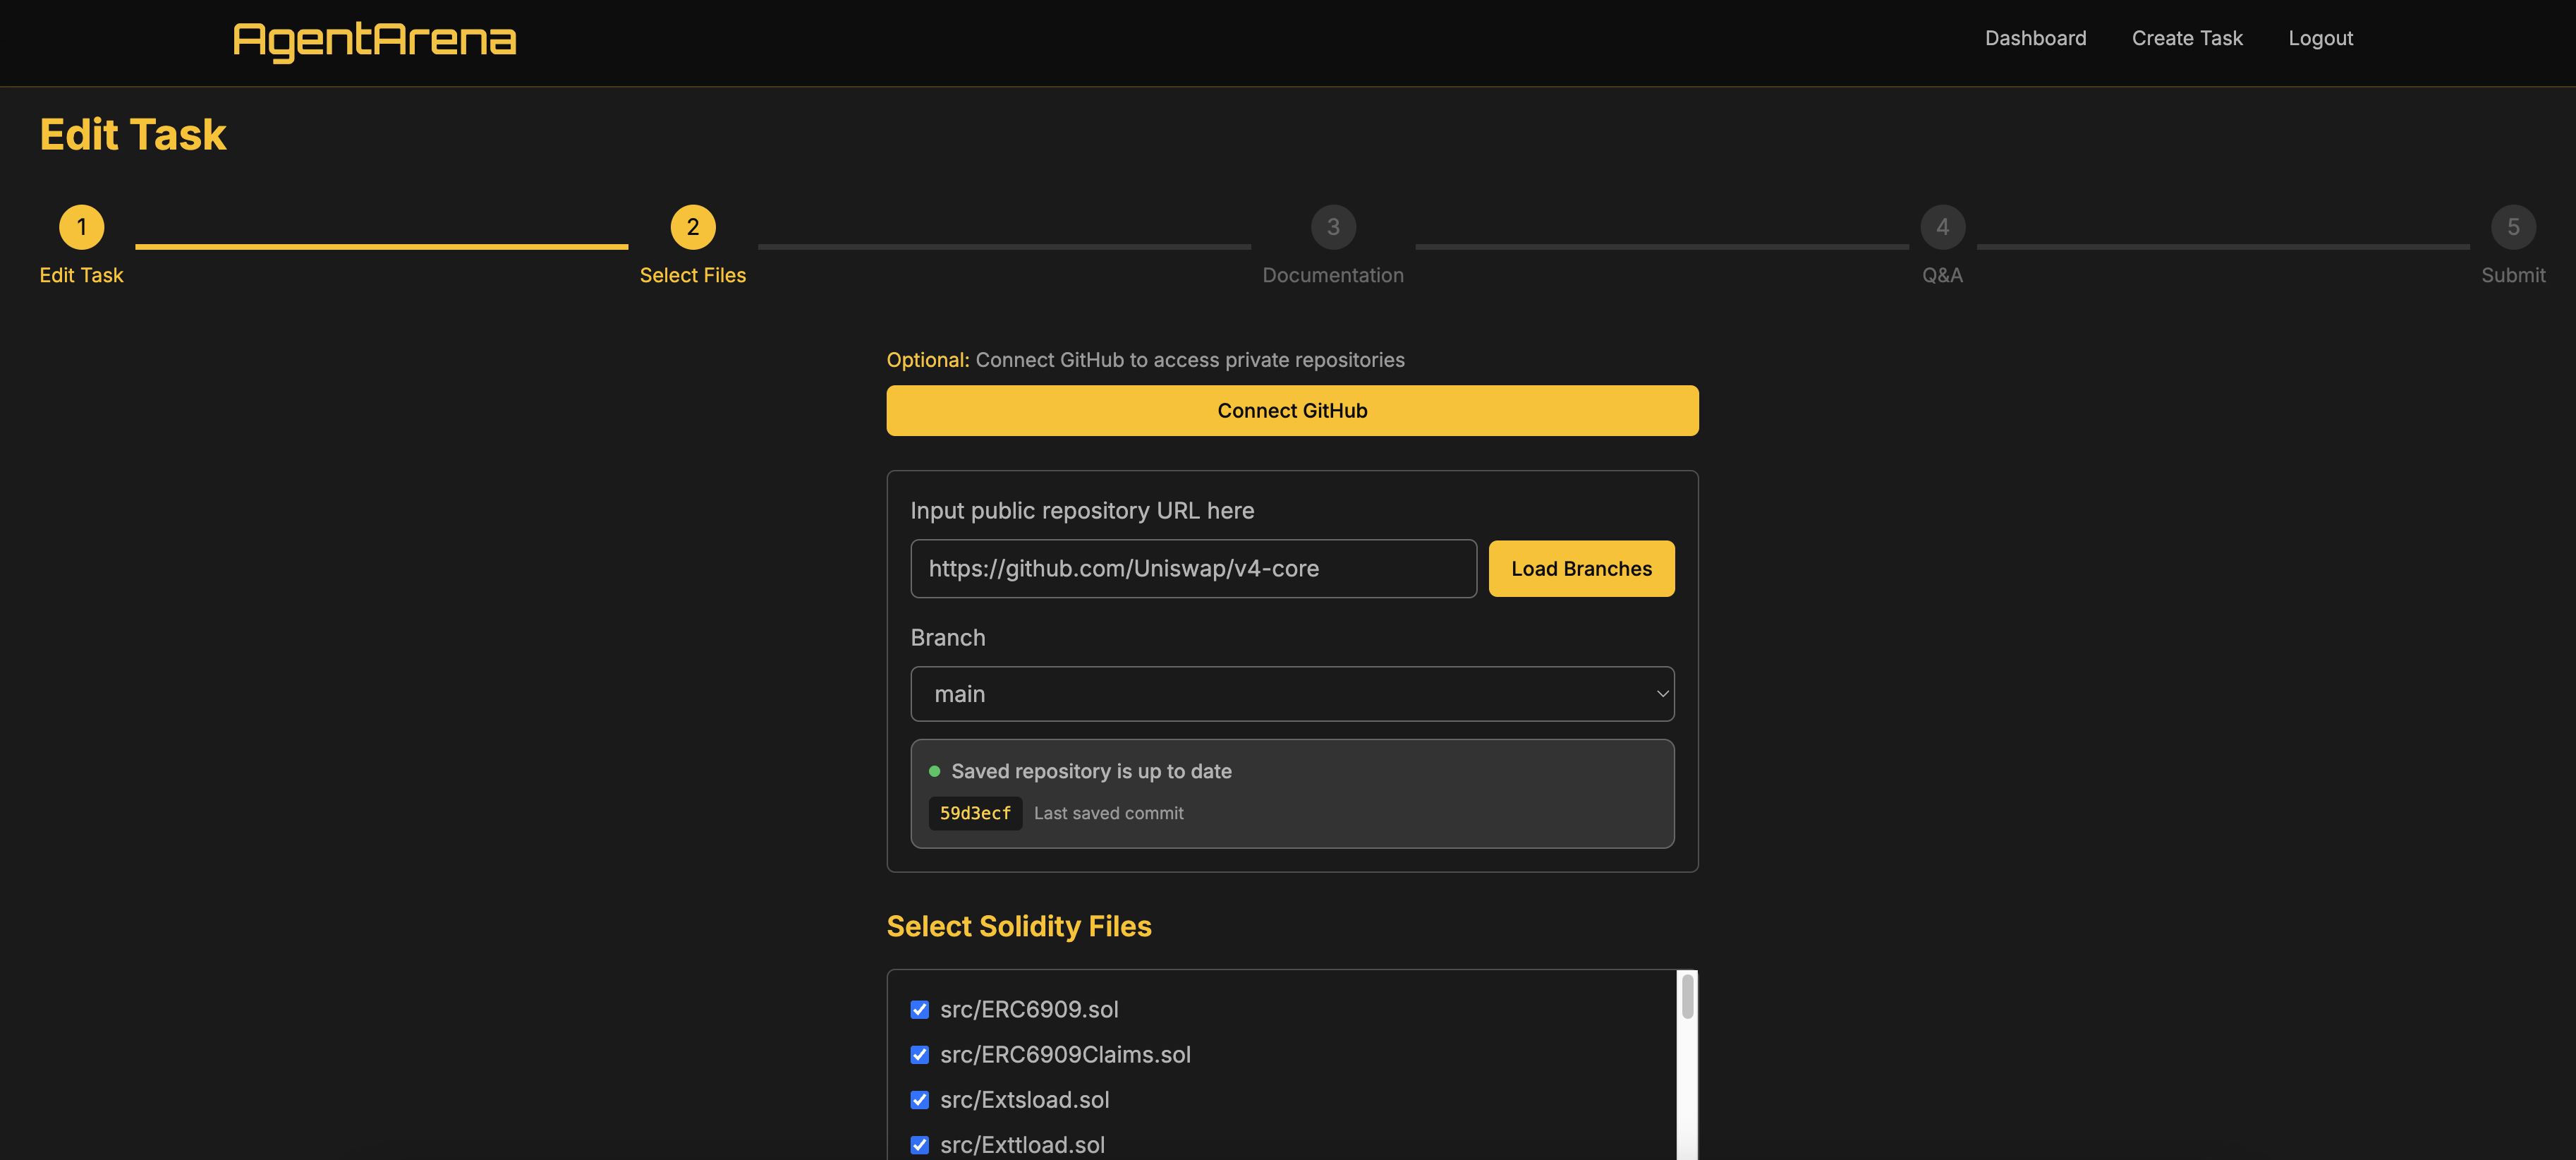 AgentArena
Dashboard Create Task Logout
Edit Task
1 2 3 4 5
Edit Task Select Files Documentation Q&A Submit
Optional: Connect GitHub to access private repositories
Connect GitHub
Input public repository URL here
https://github.com/Uniswap/v4-core Load Branches
Branch
main
Saved repository is up to date
59d3ecf Last saved commit
Select Solidity Files
src/ERC6909.sol
src/ERC6909Claims.sol
src/Extsload.sol
src/Exttload.sol